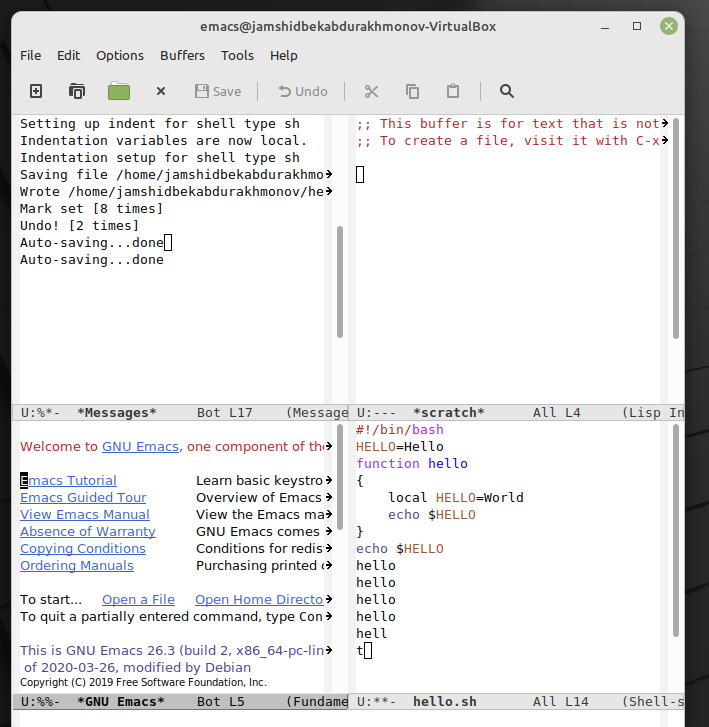 emacs@jamshidbekabdurakhmonov-VirtualBox
File Edit Options Buffers Tools Help
Save Undo
Setting up indent for shell type sh
Indentation variables are now local.
Indentation setup for shell type sh
Saving file /home/jamshidbekabdurakhmo
Wrote /home/jamshidbekabdurakhmonov/he
Mark set [8 times]
Undo! [2 times]
Auto-saving...done
Auto-saving...done
U:%*- *Messages* Bot L17 (Message
;; This buffer is for text that is not
;; To create a file, visit it with C-x
U:--- *scratch* All L4 (Lisp In
Welcome to GNU Emacs, one component of the
Emacs Tutorial Learn basic keystro
Emacs Guided Tour Overview of Emacs
View Emacs Manual View the Emacs ma
Absence of Warranty GNU Emacs comes
Copying Conditions Conditions for redis
Ordering Manuals Purchasing printed c
To start... Open a File Open Home Directo
To quit a partially entered command, type Con
This is GNU Emacs 26.3 (build 2, x86_64-pc-lin
of 2020-03-26, modified by Debian
Copyright (C) 2019 Free Software Foundation, Inc.
U:%%- *GNU Emacs* Bot L5 (Fundame
#!/bin/bash
HELLO=Hello
function hello
{
local HELLO=World
echo $HELLO
}
echo $HELLO
hello
hello
hello
hello
hell
t
U:**- hello.sh All L14 (Shell-s